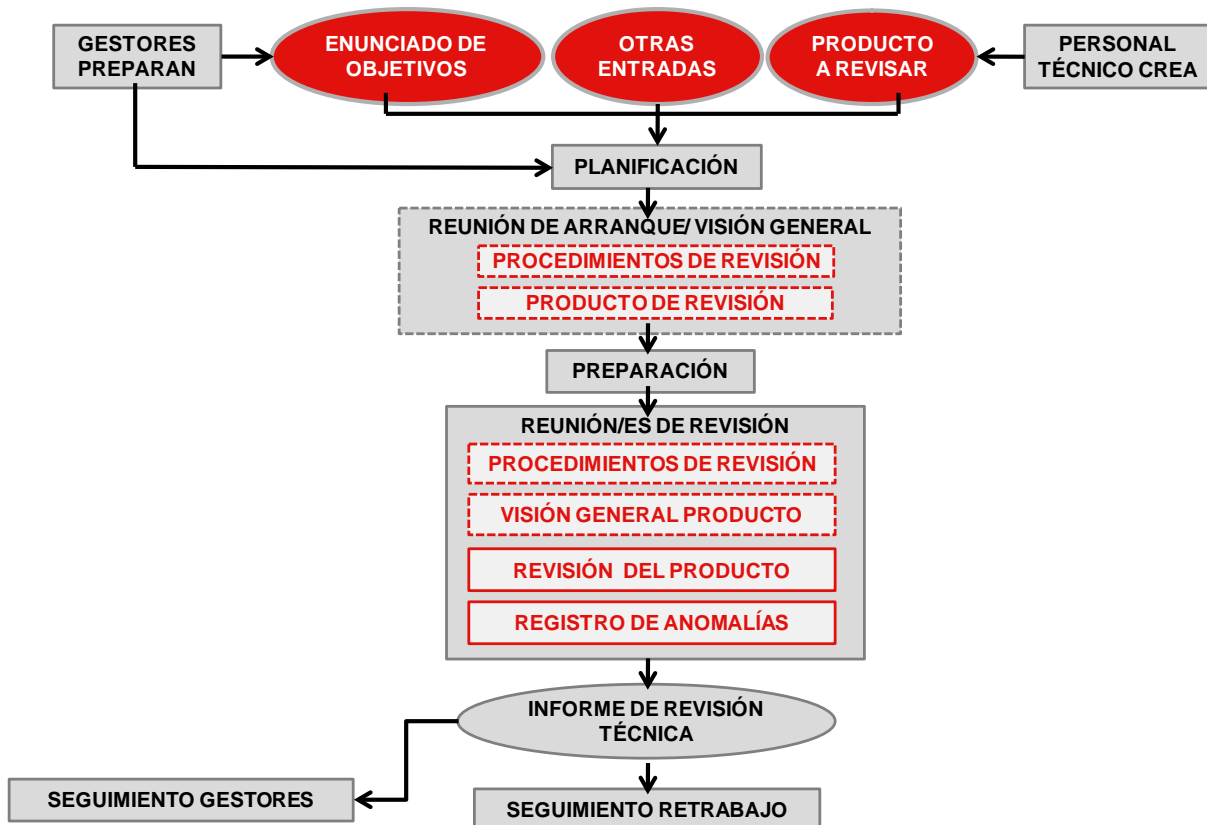 GESTORES
PREPARAN
ENUNCIADO DE
OBJETIVOS
OTRAS
ENTRADAS
PRODUCTO
A REVISAR
PERSONAL
TÉCNICO CREA
PLANIFICACIÓN
REUNIÓN DE ARRANQUE/ VISIÓN GENERAL
PROCEDIMIENTOS DE REVISIÓN
PRODUCTO DE REVISIÓN
PREPARACIÓN
REUNIÓN/ES DE REVISIÓN
PROCEDIMIENTOS DE REVISIÓN
VISIÓN GENERAL PRODUCTO
REVISIÓN DEL PRODUCTO
REGISTRO DE ANOMALÍAS
INFORME DE REVISIÓN
TÉCNICA
SEGUIMIENTO GESTORES
SEGUIMIENTO RETRABAJO